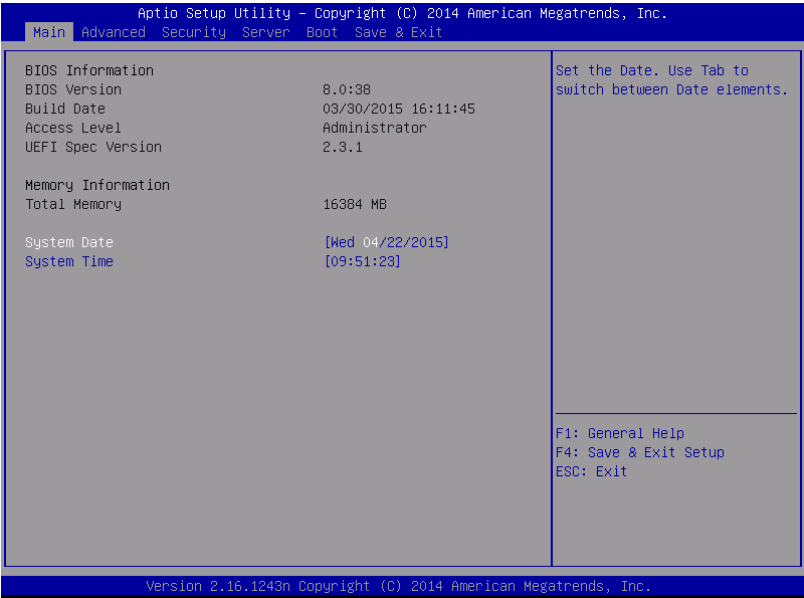 Aptio Setup Utility - Copyright (C) 2014 American Megatrends, Inc.
Main Advanced Security Server Boot Save & Exit
BIOS Information
BIOS Version 8.0:38
Build Date 03/30/2015 16:11:45
Access Level Administrator
UEFI Spec Version 2.3.1
Memory Information
Total Memory 16384 MB
System Date [Wed 04/22/2015]
System Time [09:51:23]
Set the Date. Use Tab to
switch between Date elements.
F1: General Help
F4: Save & Exit Setup
ESC: Exit
Version 2.16.1243n Copyright (C) 2014 American Megatrends, Inc.